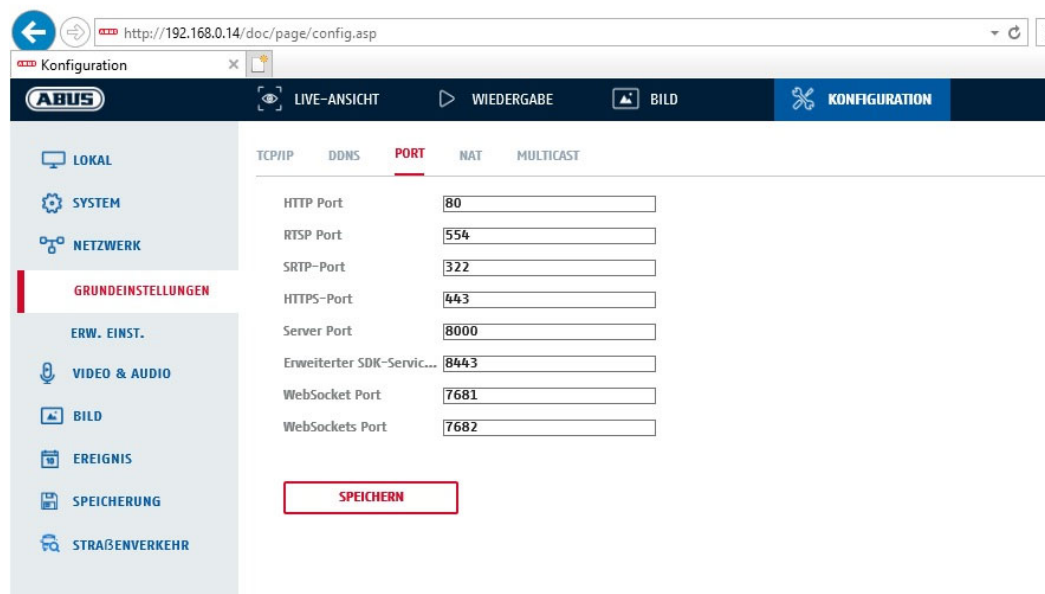 http://192.168.0.14/doc/page/config.asp
Konfiguration
ABUS
LIVE-ANSICHT
WIEDERGABE
BILD
KONFIGURATION
LOKAL
SYSTEM
NETZWERK
GRUNDEINSTELLUNGEN
ERW. EINST.
VIDEO & AUDIO
BILD
EREIGNIS
SPEICHERUNG
STRAßENVERKEHR
TCP/IP DDNS PORT NAT MULTICAST
HTTP Port 80
RTSP Port 554
SRTP-Port 322
HTTPS-Port 443
Server Port 8000
Erweiterter SDK-Servic... 8443
WebSocket Port 7681
WebSockets Port 7682
SPEICHERN